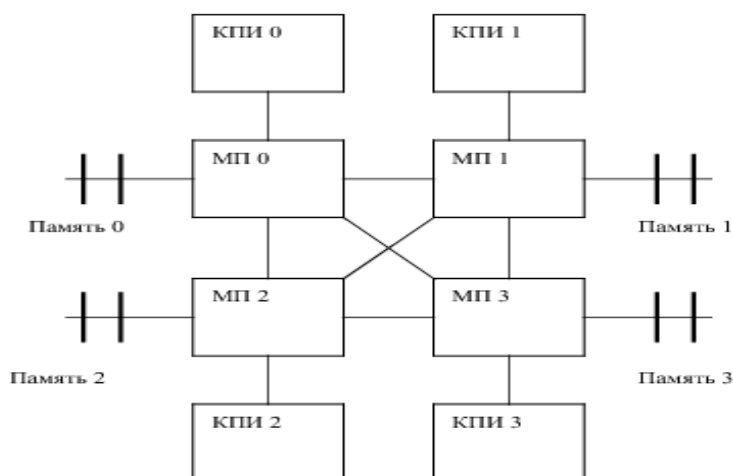 КПИ 0
КПИ 1
МП 0
МП 1
Память 0
Память 1
МП 2
МП 3
Память 2
Память 3
КПИ 2
КПИ 3